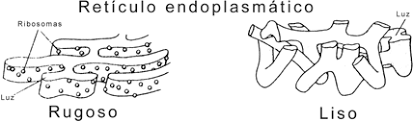 Retículo endoplasmático
Ribosomas
Luz
Luz
Rugoso
Liso